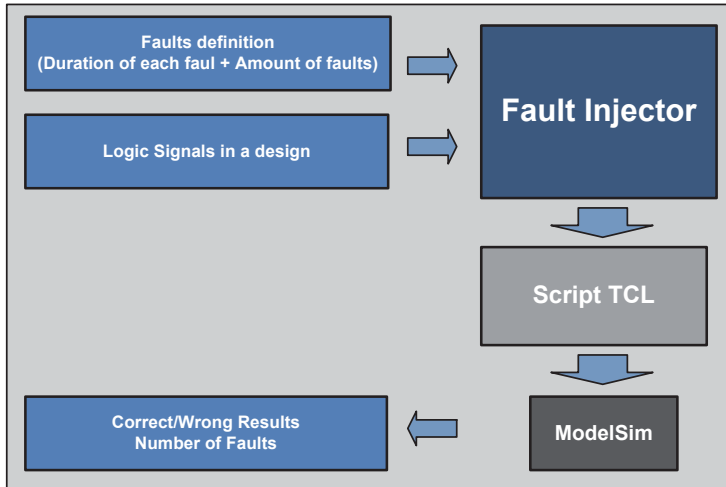 Faults definition
(Duration of each faul + Amount of faults)
Logic Signals in a design
Fault Injector
Script TCL
ModelSim
Correct/Wrong Results
Number of Faults